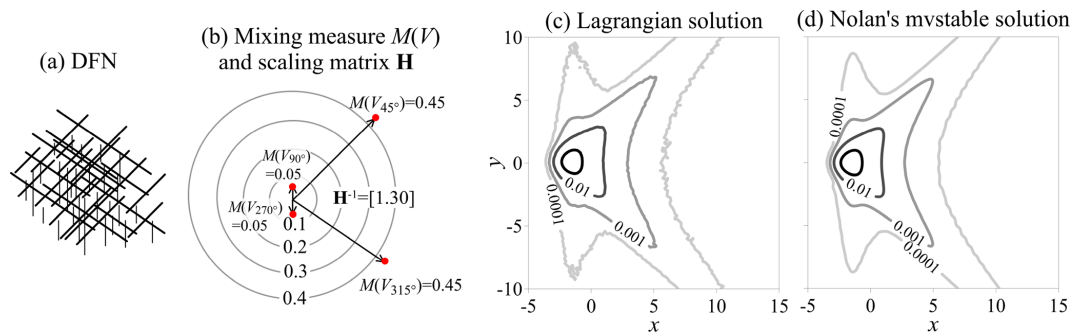 (a) DFN
(b) Mixing measure M(V)
and scaling matrix H
M(V45°)=0.45
M(V90°)
=0.05
H⁻¹=[1.30]
M(V270°)
=0.05
0.1
0.2
0.3
0.4
M(V315°)=0.45
(c) Lagrangian solution
10
5
0
-5
-10
y
0.01
0.0001
0.001
-5 0 5 10 15
x
(d) Nolan's mvstable solution
0.0001
0.01
0.001
0.0001
-5 0 5 10 15
x